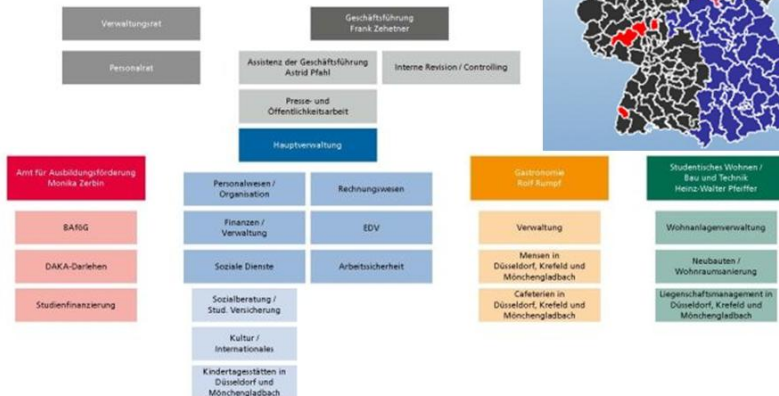 Verwaltungsrat
Geschäftsführung
Frank Zehetner
Personalrat
Assistenz der Geschäftsführung
Astrid Pfahl
Interne Revision / Controlling
Presse- und
Öffentlichkeitsarbeit
Hauptverwaltung
Amt für Ausbildungsförderung
Monika Zerbin
Personalwesen /
Organisation
Rechnungswesen
Gastronomie
Rolf Rumpf
Studentisches Wohnen /
Bau und Technik
Heinz-Walter Pfeiffer
BAföG
Finanzen /
Verwaltung
EDV
Verwaltung
Wohnanlagenverwaltung
DAKA-Darlehen
Soziale Dienste
Arbeitssicherheit
Mensen in
Düsseldorf, Krefeld und
Mönchengladbach
Neubauten /
Wohnraumsanierung
Studienfinanzierung
Sozialberatung /
Stud. Versicherung
Cafeterien in
Düsseldorf, Krefeld und
Mönchengladbach
Liegenschaftsmanagement in
Düsseldorf, Krefeld und
Mönchengladbach
Kultur /
Internationales
Kindertagesstätten in
Düsseldorf und
Mönchengladbach